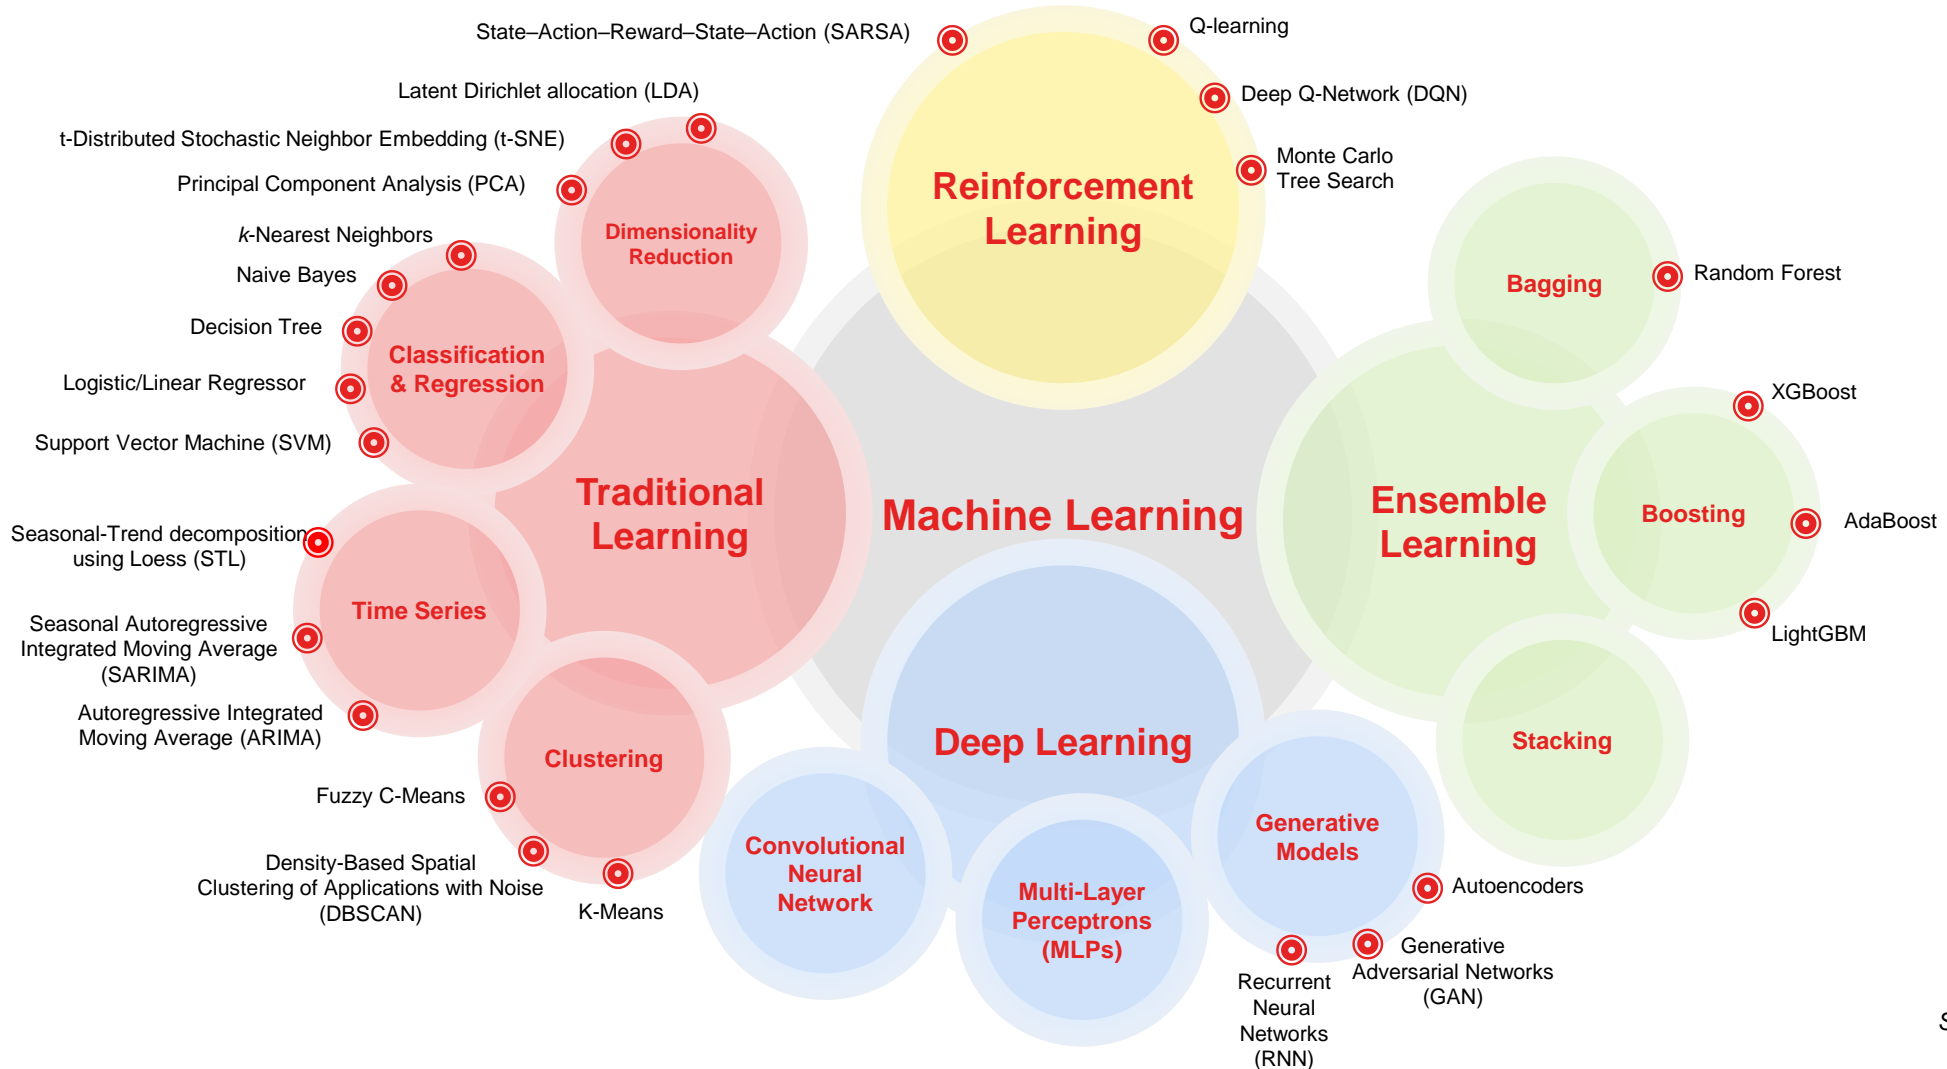 State–Action–Reward–State–Action (SARSA)
Q-learning
Deep Q-Network (DQN)
Monte Carlo
Tree Search
Reinforcement
Learning
Latent Dirichlet allocation (LDA)
t-Distributed Stochastic Neighbor Embedding (t-SNE)
Principal Component Analysis (PCA)
Dimensionality
Reduction
k-Nearest Neighbors
Naive Bayes
Decision Tree
Logistic/Linear Regressor
Support Vector Machine (SVM)
Classification
& Regression
Traditional
Learning
Machine Learning
Ensemble
Learning
Bagging
Random Forest
Boosting
XGBoost
AdaBoost
LightGBM
Stacking
Seasonal-Trend decomposition
using Loess (STL)
Seasonal Autoregressive
Integrated Moving Average
(SARIMA)
Autoregressive Integrated
Moving Average (ARIMA)
Time Series
Clustering
Fuzzy C-Means
Density-Based Spatial
Clustering of Applications with Noise
(DBSCAN)
K-Means
Deep Learning
Convolutional
Neural
Network
Multi-Layer
Perceptrons
(MLPs)
Generative
Models
Autoencoders
Generative
Adversarial Networks
(GAN)
Recurrent
Neural
Networks
(RNN)